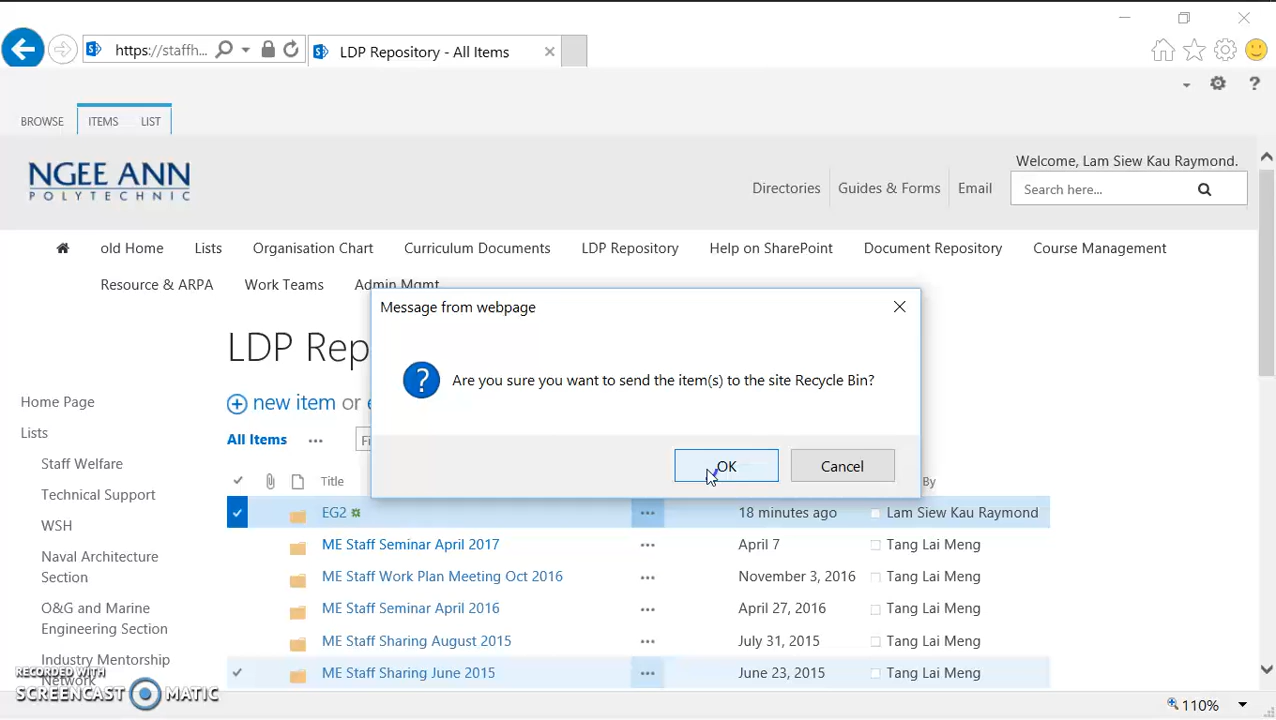 https://staffh...
LDP Repository - All Items
BROWSE ITEMS LIST
NGEE ANN
POLYTECHNIC
Welcome, Lam Siew Kau Raymond.
Directories Guides & Forms Email Search here...
old Home Lists Organisation Chart Curriculum Documents LDP Repository Help on SharePoint Document Repository Course Management
Resource & ARPA Work Teams Admin Mgmt
Message from webpage
Are you sure you want to send the item(s) to the site Recycle Bin?
OK Cancel
LDP Rep
new item or
All Items ...
Fi
Title By
Home Page
Lists
Staff Welfare
Technical Support
WSH
Naval Architecture
Section
O&G and Marine
Engineering Section
Industry Mentorship
Network
EG2 ... 18 minutes ago Lam Siew Kau Raymond
ME Staff Seminar April 2017 ... April 7 Tang Lai Meng
ME Staff Work Plan Meeting Oct 2016 ... November 3, 2016 Tang Lai Meng
ME Staff Seminar April 2016 ... April 27, 2016 Tang Lai Meng
ME Staff Sharing August 2015 ... July 31, 2015 Tang Lai Meng
ME Staff Sharing June 2015 ... June 23, 2015 Tang Lai Meng
RECORDED WITH
SCREENCAST MATIC
110%